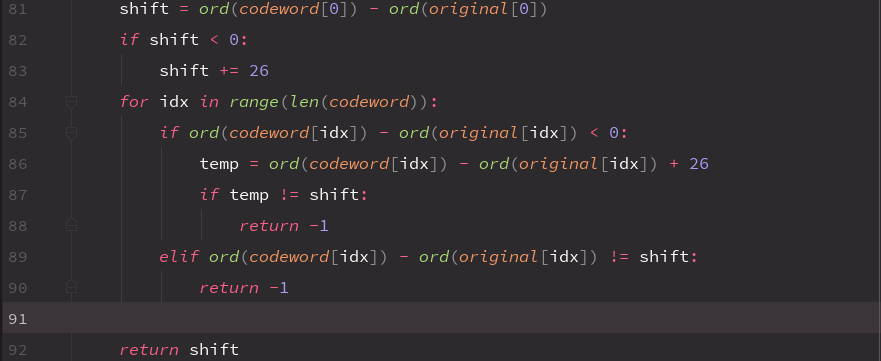 81 shift = ord(codeword[0]) - ord(original[0])
82 if shift < 0:
83 shift += 26
84 for idx in range(len(codeword)):
85 if ord(codeword[idx]) - ord(original[idx]) < 0:
86 temp = ord(codeword[idx]) - ord(original[idx]) + 26
87 if temp != shift:
88 return -1
89 elif ord(codeword[idx]) - ord(original[idx]) != shift:
90 return -1
91
92 return shift